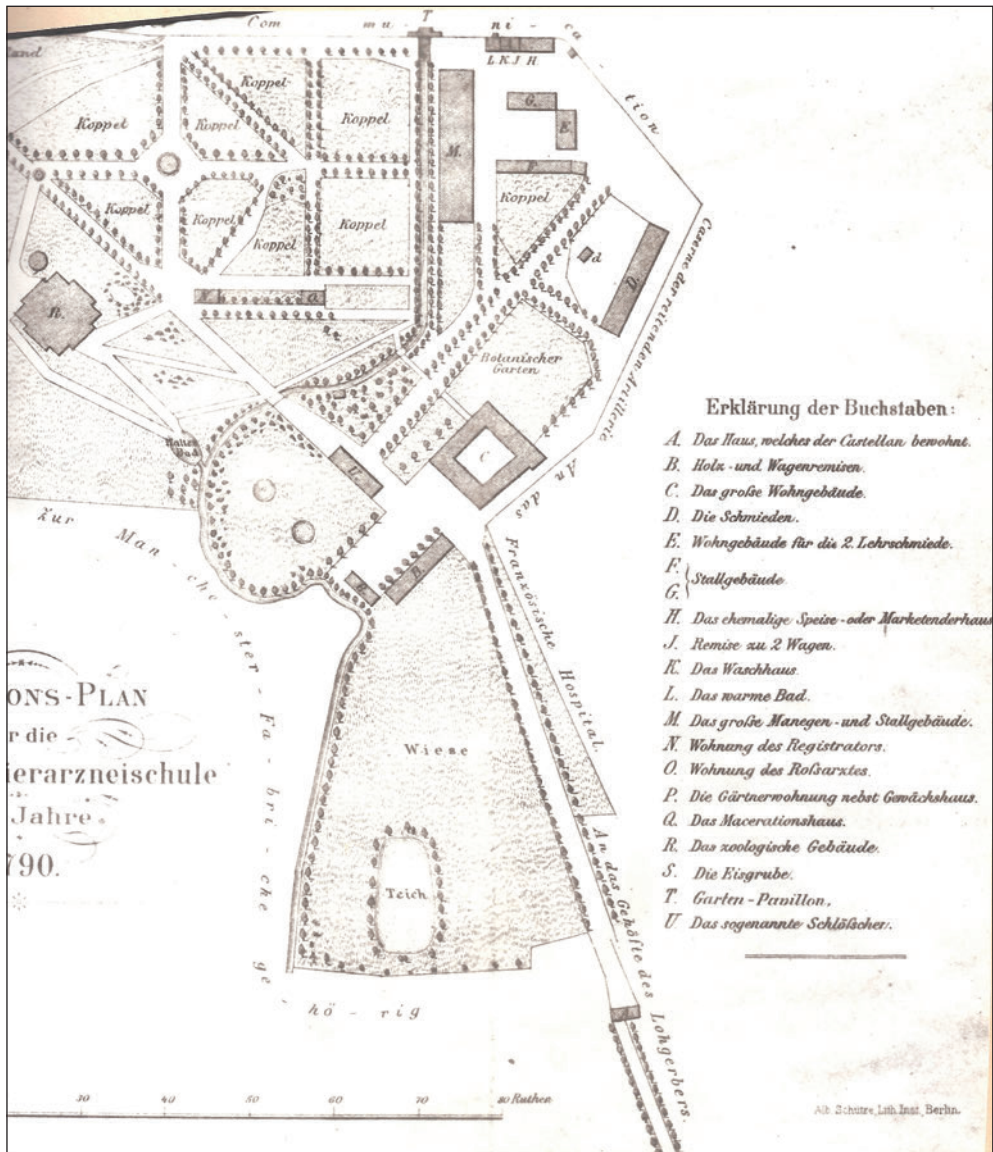 Com - mu - ni - ca - tion
T
L K J H.
G.
E.
Koppel
Koppel
Koppel
Koppel
M.
P.
Koppel
Koppel
Koppel
Koppel
Koppel
d
D.
R.
N
Q
Botanischer
Garten
Caserne der reitenden Artillerie
U.
C
An das Französische Hospital.
B.
zur Man - che - ster - Fa - bri - che ge - hö - rig
Wiese
Teich
An das Gehöfte des Lohgerbers.
ONS-PLAN
r die
ierarzneischule
Jahre
790.
30 40 50 60 70 80 Ruthen
Erklärung der Buchstaben:
A. Das Haus, welches der Castellan bewohnt.
B. Holz- und Wagenremisen.
C. Das große Wohngebäude.
D. Die Schmieden.
E. Wohngebäude für die 2. Lehrschmiede.
F.
G. Stallgebäude
H. Das ehemalige Speise- oder Marketenderhaus
J. Remise zu 2 Wagen.
K. Das Waschhaus.
L. Das warme Bad.
M. Das große Manegen- und Stallgebäude.
N. Wohnung des Registrators.
O. Wohnung des Roßarztes.
P. Die Gärtnerwohnung nebst Gewächshaus.
Q. Das Macerationshaus.
R. Das zoologische Gebäude.
S. Die Eisgrube.
T. Garten-Pavillon.
U Das sogenannte Schlößchen.
Alb. Schütze, Lith. Inst. Berlin.